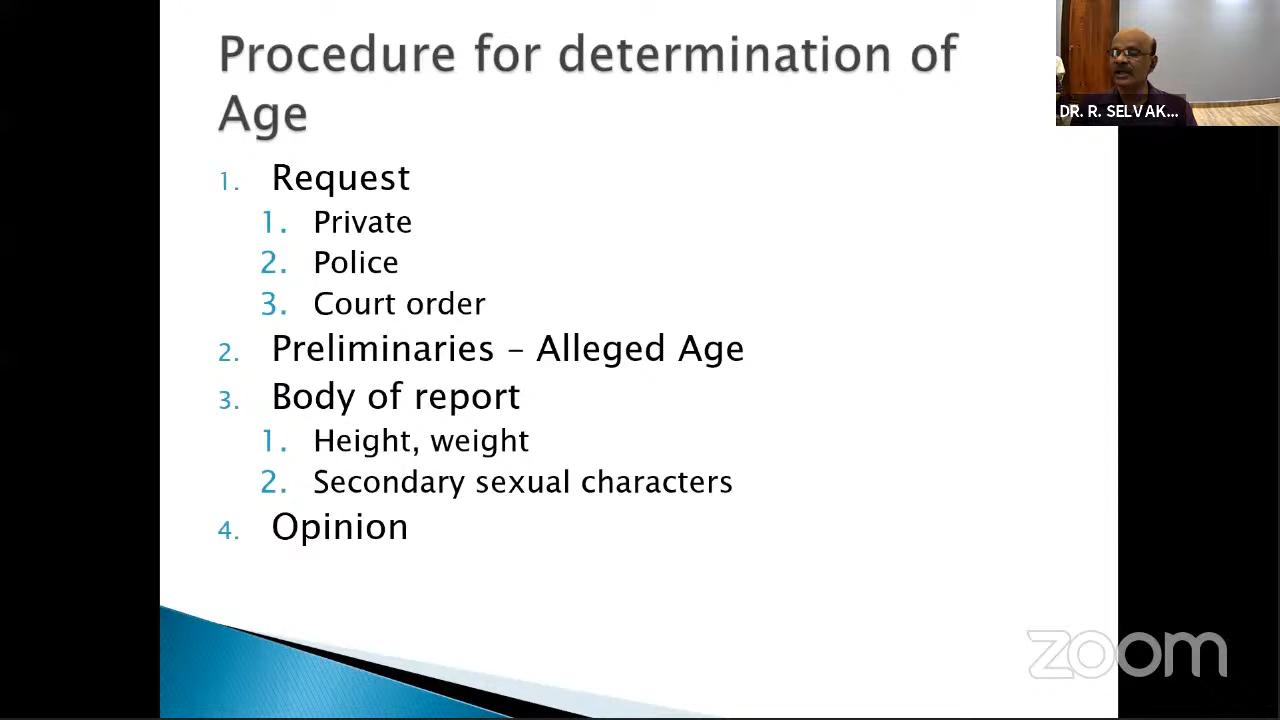 Procedure for determination of
Age
1. Request
1. Private
2. Police
3. Court order
2. Preliminaries – Alleged Age
3. Body of report
1. Height, weight
2. Secondary sexual characters
4. Opinion
DR. R. SELVAK...
zoom